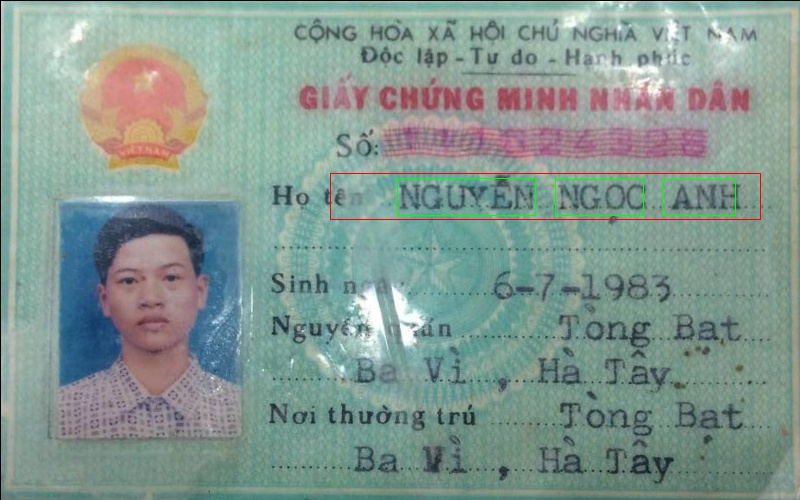 CỘNG HÒA XÃ HỘI CHỦ NGHĨA VIỆT NAM
Độc lập - Tự do - Hạnh phúc
GIẤY CHỨNG MINH NHÂN DÂN
VIỆT NAM
Số:
Họ tên NGUYỄN NGỌC ANH
Sinh ngày 6-7-1983
Nguyên quán Tòng Bạt
Ba Vì , Hà Tây
Nơi thường trú Tòng Bạt
Ba Vì , Hà Tây